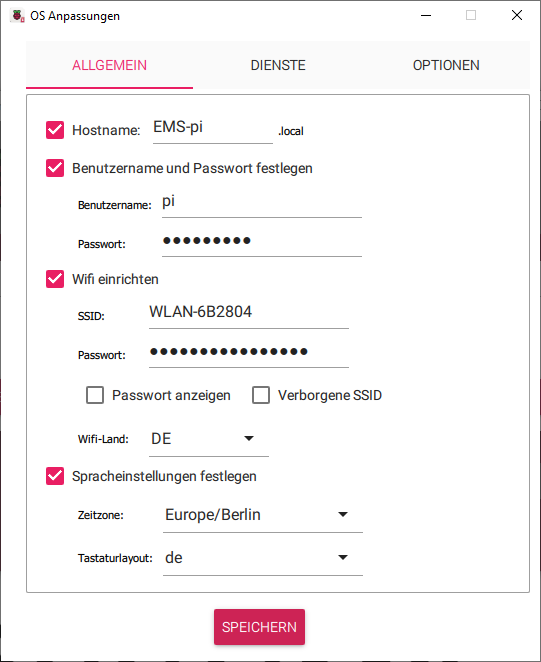 OS Anpassungen
ALLGEMEIN DIENSTE OPTIONEN
Hostname: EMS-pi .local
Benutzername und Passwort festlegen
Benutzername: pi
Passwort: ●●●●●●●●●
Wifi einrichten
SSID: WLAN-6B2804
Passwort: ●●●●●●●●●●●●●●●●
Passwort anzeigen Verborgene SSID
Wifi-Land: DE
Spracheinstellungen festlegen
Zeitzone: Europe/Berlin
Tastaturlayout: de
SPEICHERN